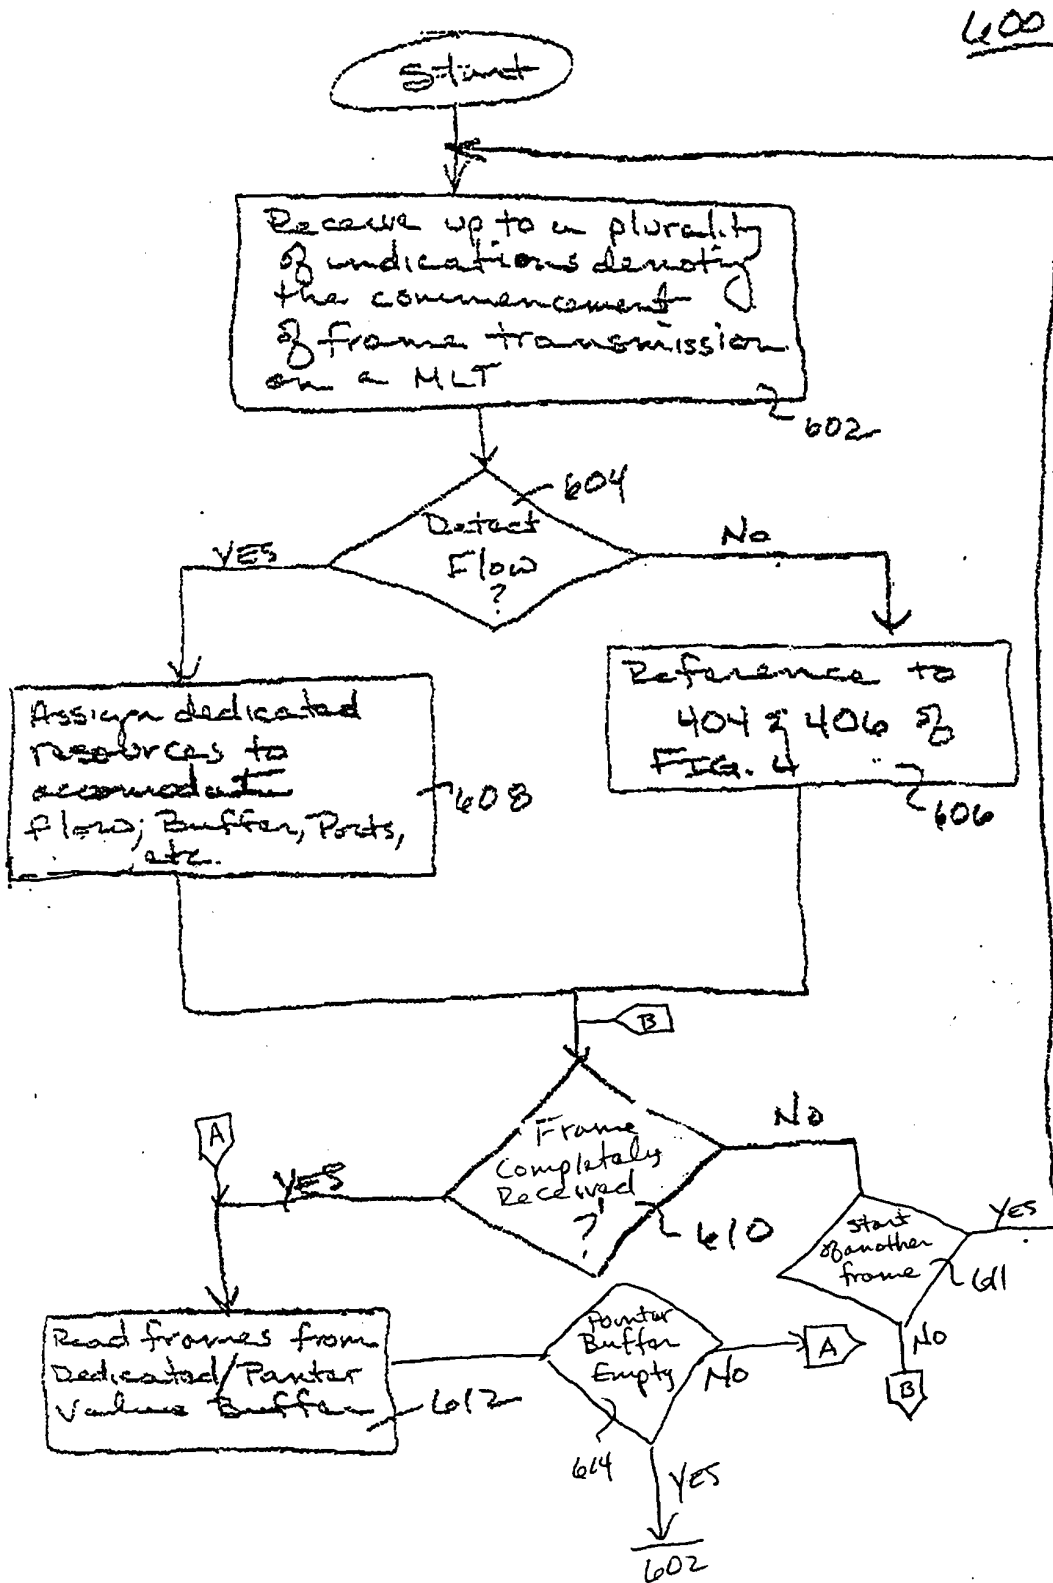 600
Start
Receive up to a plurality
of indications denoting
the commencement
of frame transmission
on a MLT
602
604
Detect
Flow
?
YES
No
Assign dedicated
resources to
accomodate
flow; Buffer, Ports,
etc.
608
Reference to
404 & 406 of
FIG. 4
606
B
A
YES
Frame
Completely
Received
?
610
No
Start
of another
frame
611
YES
NO
B
Read frames from
Dedicated/Pointer
Value Buffer
612
Pointer
Buffer
Empty
614
No
A
YES
602